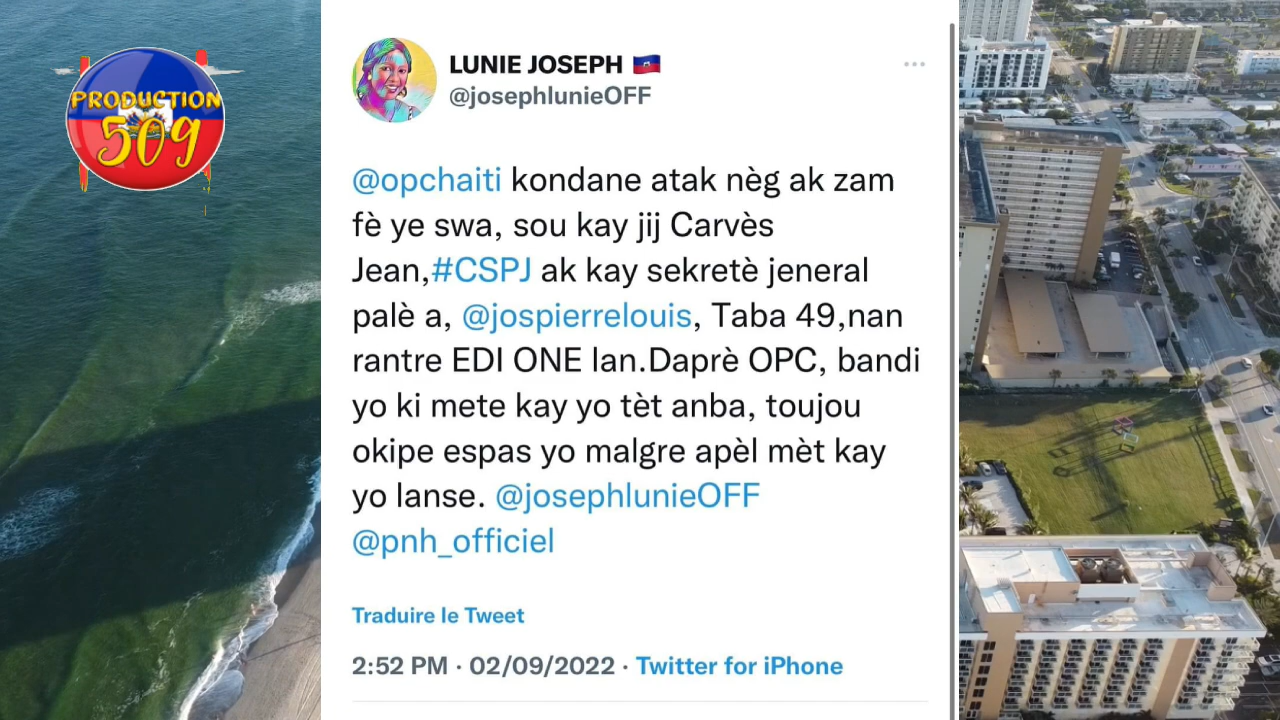 PRODUCTION
509
LUNIE JOSEPH 🇭🇹
@josephlunieOFF
@opchaiti kondane atak nèg ak zam
fè ye swa, sou kay jij Carvès
Jean,#CSPJ ak kay sekretè jeneral
palè a, @jospierrelouis, Taba 49,nan
rantre EDI ONE lan.Daprè OPC, bandi
yo ki mete kay yo tèt anba, toujou
okipe espas yo malgre apèl mèt kay
yo lanse. @josephlunieOFF
@pnh_officiel
Traduire le Tweet
2:52 PM · 02/09/2022 · Twitter for iPhone